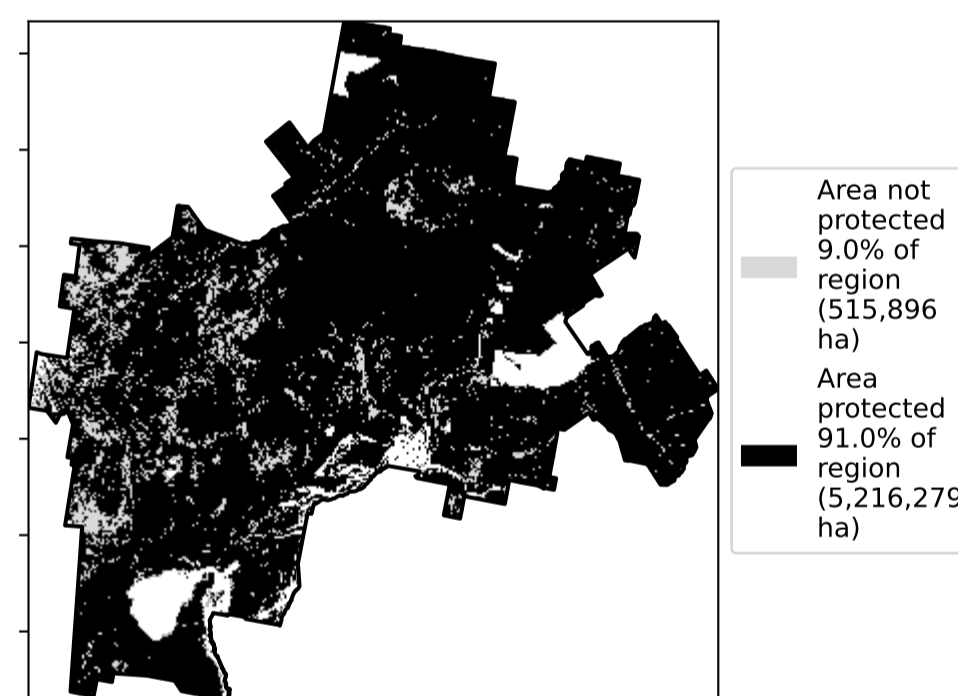 Area not
protected
9.0% of
region
(515,896
ha)
Area
protected
91.0% of
region
(5,216,279
ha)